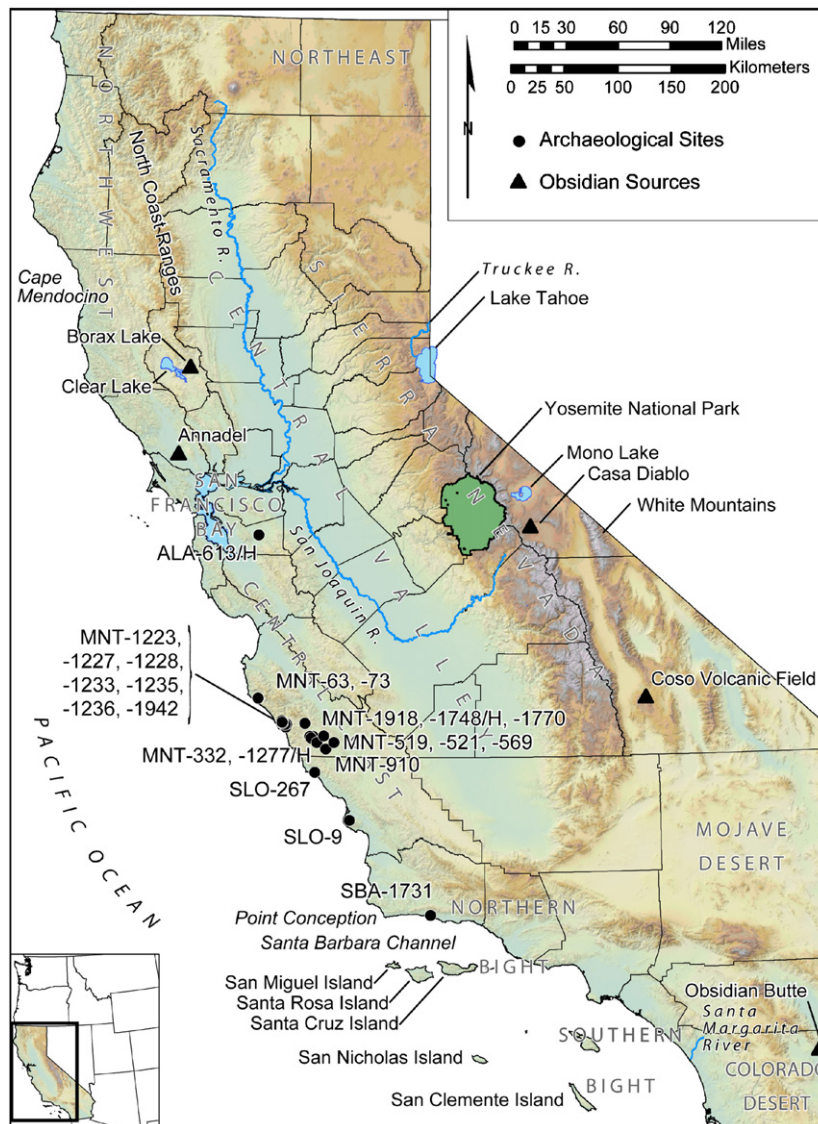 0 15 30 60 90 120
Miles
Kilometers
0 25 50 100 150 200
N
Archaeological Sites
Obsidian Sources
NORTHEAST
NORTHWEST
North Coast Ranges
Sacramento R.
Cape
Mendocino
CENTRAL VALLEY
SIERRA NEVADA
Truckee R.
Lake Tahoe
Borax Lake
Clear Lake
Yosemite National Park
Mono Lake
Casa Diablo
White Mountains
Annadel
SAN
FRANCISCO
BAY
ALA-613/H
San Joaquin R.
CENTRAL COAST
MNT-1223,
-1227, -1228,
-1233, -1235,
-1236, -1942
MNT-63, -73
Coso Volcanic Field
MNT-1918, -1748/H, -1770
MNT-519, -521, -569
MNT-332, -1277/H
MNT-910
SLO-267
SLO-9
PACIFIC OCEAN
MOJAVE
DESERT
SBA-1731
NORTHERN
BIGHT
Point Conception
Santa Barbara Channel
San Miguel Island
Santa Rosa Island
Santa Cruz Island
San Nicholas Island
San Clemente Island
SOUTHERN
BIGHT
Obsidian Butte
Santa
Margarita
River
COLORADO
DESERT